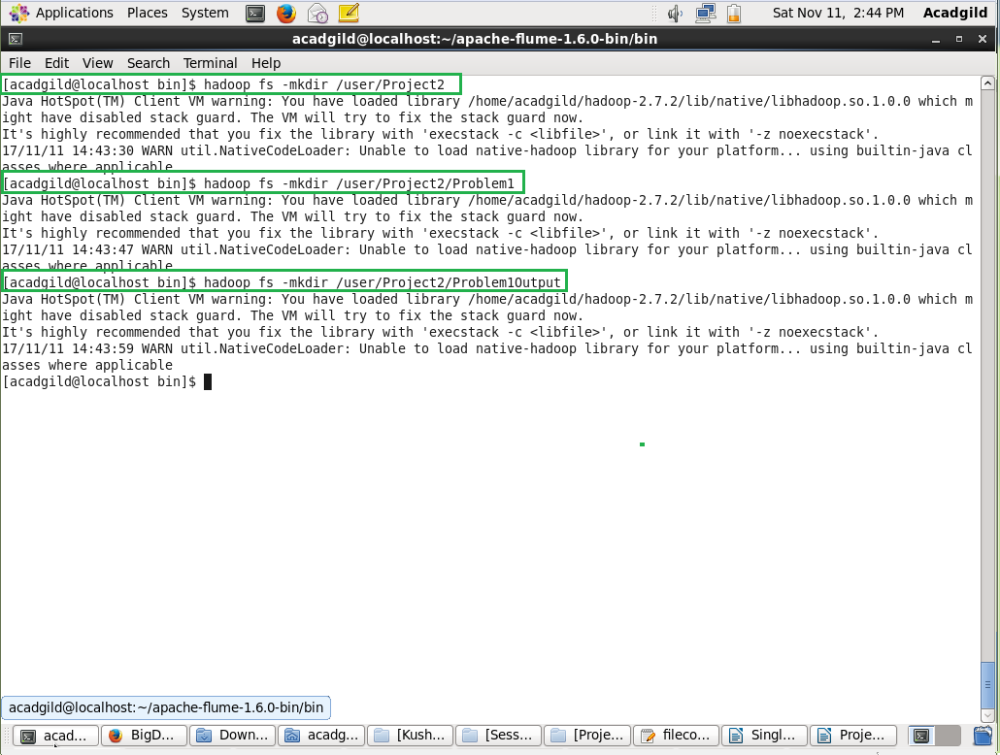 Applications Places System Sat Nov 11, 2:44 PM Acadgild
acadgild@localhost:~/apache-flume-1.6.0-bin/bin
File Edit View Search Terminal Help
[acadgild@localhost bin]$ hadoop fs -mkdir /user/Project2
Java HotSpot(TM) Client VM warning: You have loaded library /home/acadgild/hadoop-2.7.2/lib/native/libhadoop.so.1.0.0 which m
ight have disabled stack guard. The VM will try to fix the stack guard now.
It's highly recommended that you fix the library with 'execstack -c <libfile>', or link it with '-z noexecstack'.
17/11/11 14:43:30 WARN util.NativeCodeLoader: Unable to load native-hadoop library for your platform... using builtin-java cl
asses where applicable
[acadgild@localhost bin]$ hadoop fs -mkdir /user/Project2/Problem1
Java HotSpot(TM) Client VM warning: You have loaded library /home/acadgild/hadoop-2.7.2/lib/native/libhadoop.so.1.0.0 which m
ight have disabled stack guard. The VM will try to fix the stack guard now.
It's highly recommended that you fix the library with 'execstack -c <libfile>', or link it with '-z noexecstack'.
17/11/11 14:43:47 WARN util.NativeCodeLoader: Unable to load native-hadoop library for your platform... using builtin-java cl
asses where applicable
[acadgild@localhost bin]$ hadoop fs -mkdir /user/Project2/Problem1Output
Java HotSpot(TM) Client VM warning: You have loaded library /home/acadgild/hadoop-2.7.2/lib/native/libhadoop.so.1.0.0 which m
ight have disabled stack guard. The VM will try to fix the stack guard now.
It's highly recommended that you fix the library with 'execstack -c <libfile>', or link it with '-z noexecstack'.
17/11/11 14:43:59 WARN util.NativeCodeLoader: Unable to load native-hadoop library for your platform... using builtin-java cl
asses where applicable
[acadgild@localhost bin]$
acadgild@localhost:~/apache-flume-1.6.0-bin/bin
acad... BigD... Down... acadg... [Kush... [Sess... [Proje... fileco... Singl... Proje...